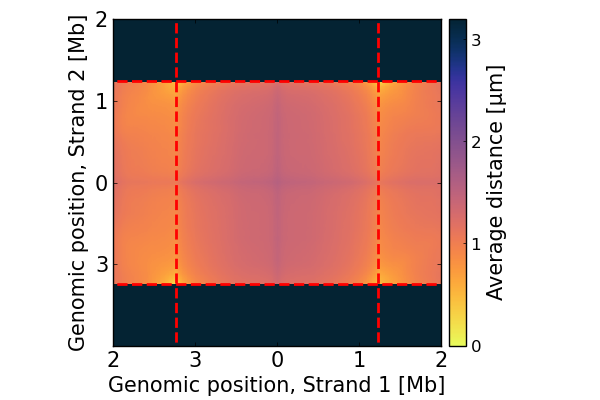 2
1
0
3
Genomic position, Strand 2 [Mb]
2 3 0 1 2
Genomic position, Strand 1 [Mb]
3
2
1
0
Average distance [μm]